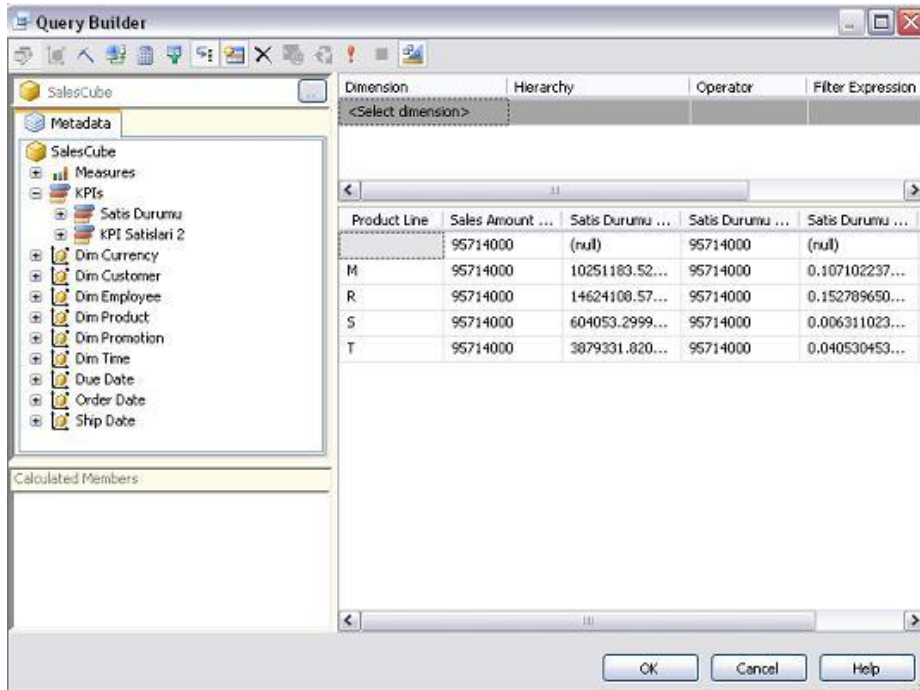 Query Builder
SalesCube ...
Metadata
SalesCube
Measures
KPIs
Satis Durumu
KPI Satislari 2
Dim Currency
Dim Customer
Dim Employee
Dim Product
Dim Promotion
Dim Time
Due Date
Order Date
Ship Date
Calculated Members
Dimension Hierarchy Operator Filter Expression
<Select dimension>
Product Line Sales Amount ... Satis Durumu ... Satis Durumu ... Satis Durumu ...
95714000 (null) 95714000 (null)
M 95714000 10251183.52... 95714000 0.107102237...
R 95714000 14624108.57... 95714000 0.152789650...
S 95714000 604053.2999... 95714000 0.006311023...
T 95714000 3879331.820... 95714000 0.040530453...
OK Cancel Help